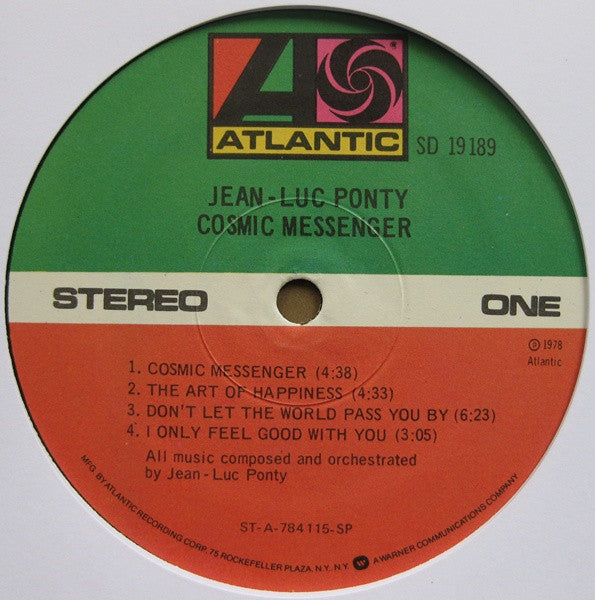 ATLANTIC
SD 19189
JEAN-LUC PONTY
COSMIC MESSENGER
STEREO
ONE
℗ 1978
Atlantic
1. COSMIC MESSENGER (4:38)
2. THE ART OF HAPPINESS (4:33)
3. DON'T LET THE WORLD PASS YOU BY (6:23)
4. I ONLY FEEL GOOD WITH YOU (3:05)
All music composed and orchestrated
by Jean-Luc Ponty
ST-A-784115-SP
MFG. BY ATLANTIC RECORDING CORP. 75 ROCKEFELLER PLAZA, N.Y. N.Y. A WARNER COMMUNICATIONS COMPANY